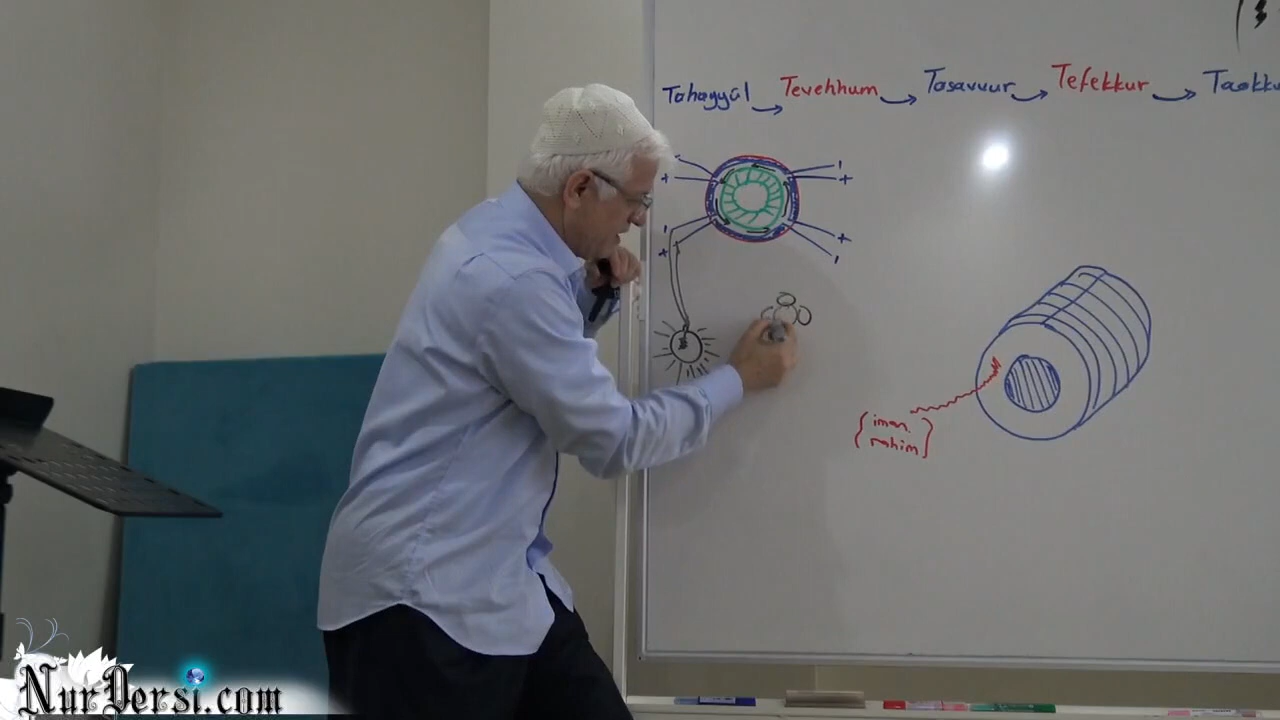 Tahayyül → Tevehhum → Tasavvur → Tefekkur → Taakku
- +
- +
- +
+ -
{iman
rahim}
NurDersi.com